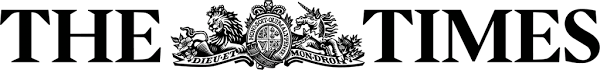 THE TIMES
DIEU ET MON DROIT